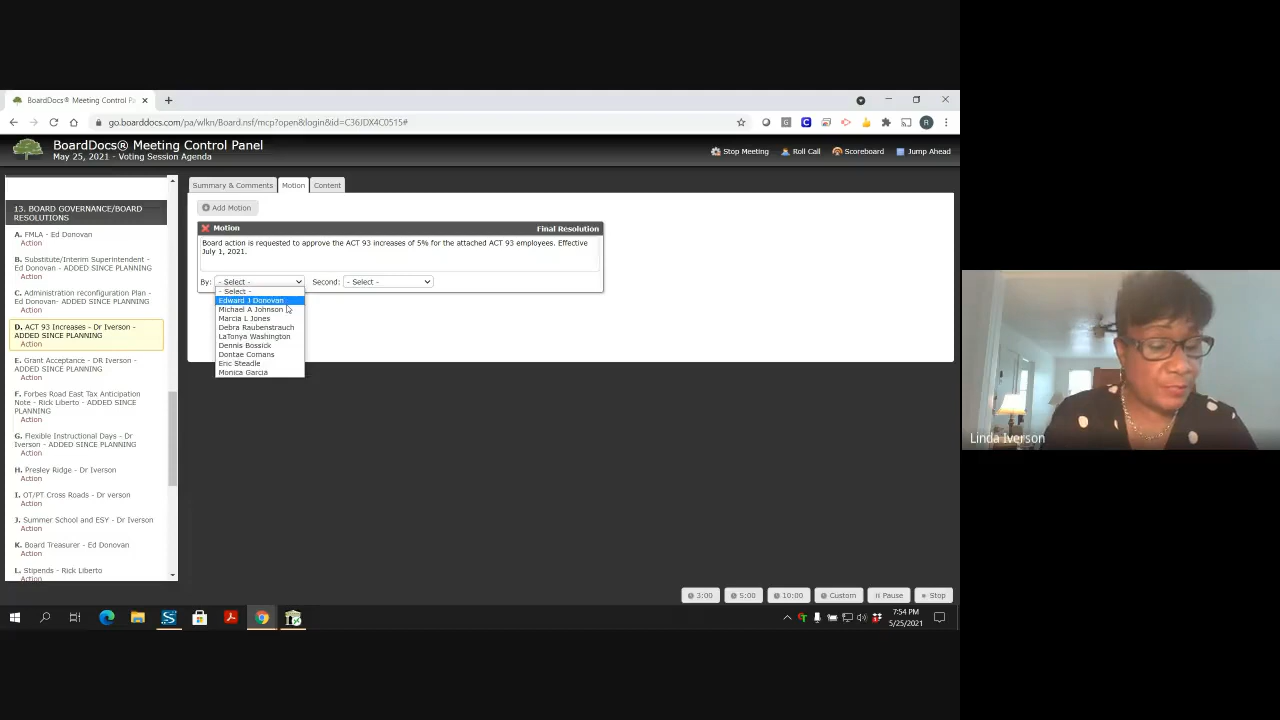 BoardDocs® Meeting Control Pa
go.boarddocs.com/pa/wlkn/Board.nsf/mcp?open&login&id=C36JDX4C0515#
BoardDocs® Meeting Control Panel
May 25, 2021 - Voting Session Agenda
Stop Meeting
Roll Call
Scoreboard
Jump Ahead
13. BOARD GOVERNANCE/BOARD
RESOLUTIONS
A. FMLA - Ed Donovan
Action
B. Substitute/Interim Superintendent -
Ed Donovan - ADDED SINCE PLANNING
Action
C. Administration reconfiguration Plan -
Ed Donovan- ADDED SINCE PLANNING
Action
D. ACT 93 Increases - Dr Iverson -
ADDED SINCE PLANNING
Action
E. Grant Acceptance - DR Iverson -
ADDED SINCE PLANNING
Action
F. Forbes Road East Tax Anticipation
Note - Rick Liberto - ADDED SINCE
PLANNING
Action
G. Flexible Instructional Days - Dr
Iverson - ADDED SINCE PLANNING
Action
H. Presley Ridge - Dr Iverson
Action
I. OT/PT Cross Roads - Dr verson
Action
J. Summer School and ESY - Dr Iverson
Action
K. Board Treasurer - Ed Donovan
Action
L. Stipends - Rick Liberto
Action
Summary & Comments
Motion
Content
Add Motion
Motion
Final Resolution
Board action is requested to approve the ACT 93 increases of 5% for the attached ACT 93 employees. Effective
July 1, 2021.
By: - Select -
Second: - Select -
- Select -
Edward J Donovan
Michael A Johnson
Marcia L Jones
Debra Raubenstrauch
LaTonya Washington
Dennis Bossick
Dontae Comans
Eric Steadle
Monica Garcia
3:00
5:00
10:00
Custom
Pause
Stop
7:54 PM
5/25/2021
Linda Iverson